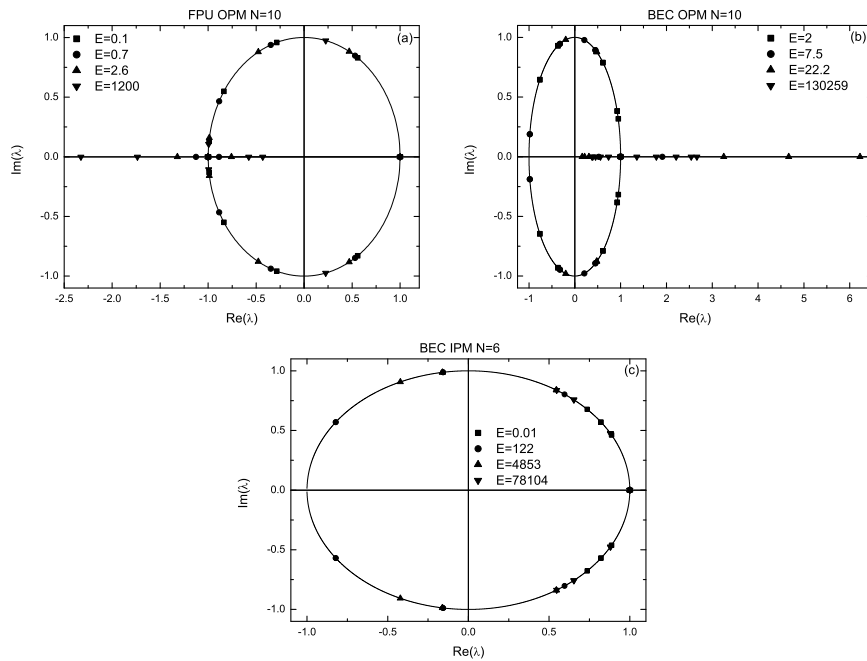 FPU OPM N=10
(a)
E=0.1
E=0.7
E=2.6
E=1200
Im(λ)
1.0
0.5
0.0
-0.5
-1.0
-2.5
-2.0
-1.5
-1.0
-0.5
0.0
0.5
1.0
Re(λ)
BEC OPM N=10
(b)
E=2
E=7.5
E=22.2
E=130259
Im(λ)
1.0
0.5
0.0
-0.5
-1.0
-1
0
1
2
3
4
5
6
Re(λ)
BEC IPM N=6
(c)
E=0.01
E=122
E=4853
E=78104
Im(λ)
1.0
0.5
0.0
-0.5
-1.0
-1.0
-0.5
0.0
0.5
1.0
Re(λ)